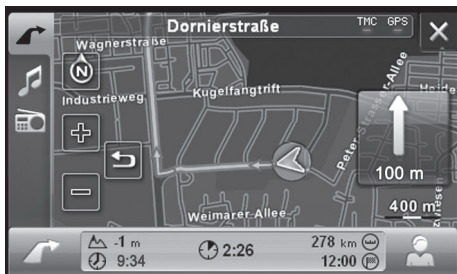 Dornierstraße
TMC GPS
Wagnerstraße
N
Industrieweg
Kugelfangtrift
Peter-Strasser-Allee
Heide
100 m
400 m
Weimarer-Allee
-1 m
9:34
2:26
278 km
12:00